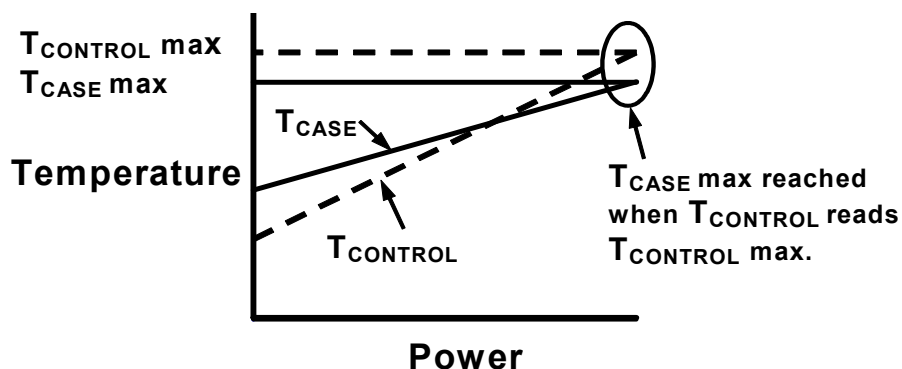 TCONTROL max
TCASE max
TCASE
Temperature
TCONTROL
TCASE max reached
when TCONTROL reads
TCONTROL max.
Power